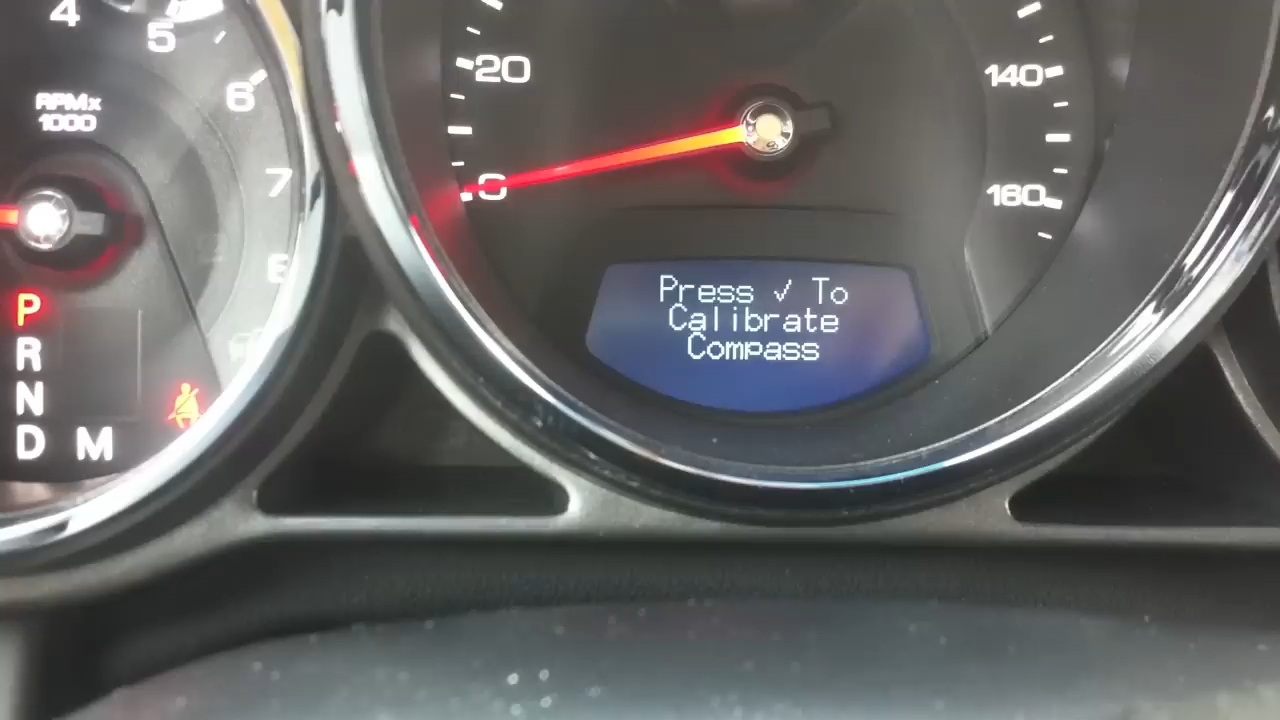 4
5
6
RPMx
1000
7
8
P
R
N
D M
20
0
140
160
Press ✓ To
Calibrate
Compass